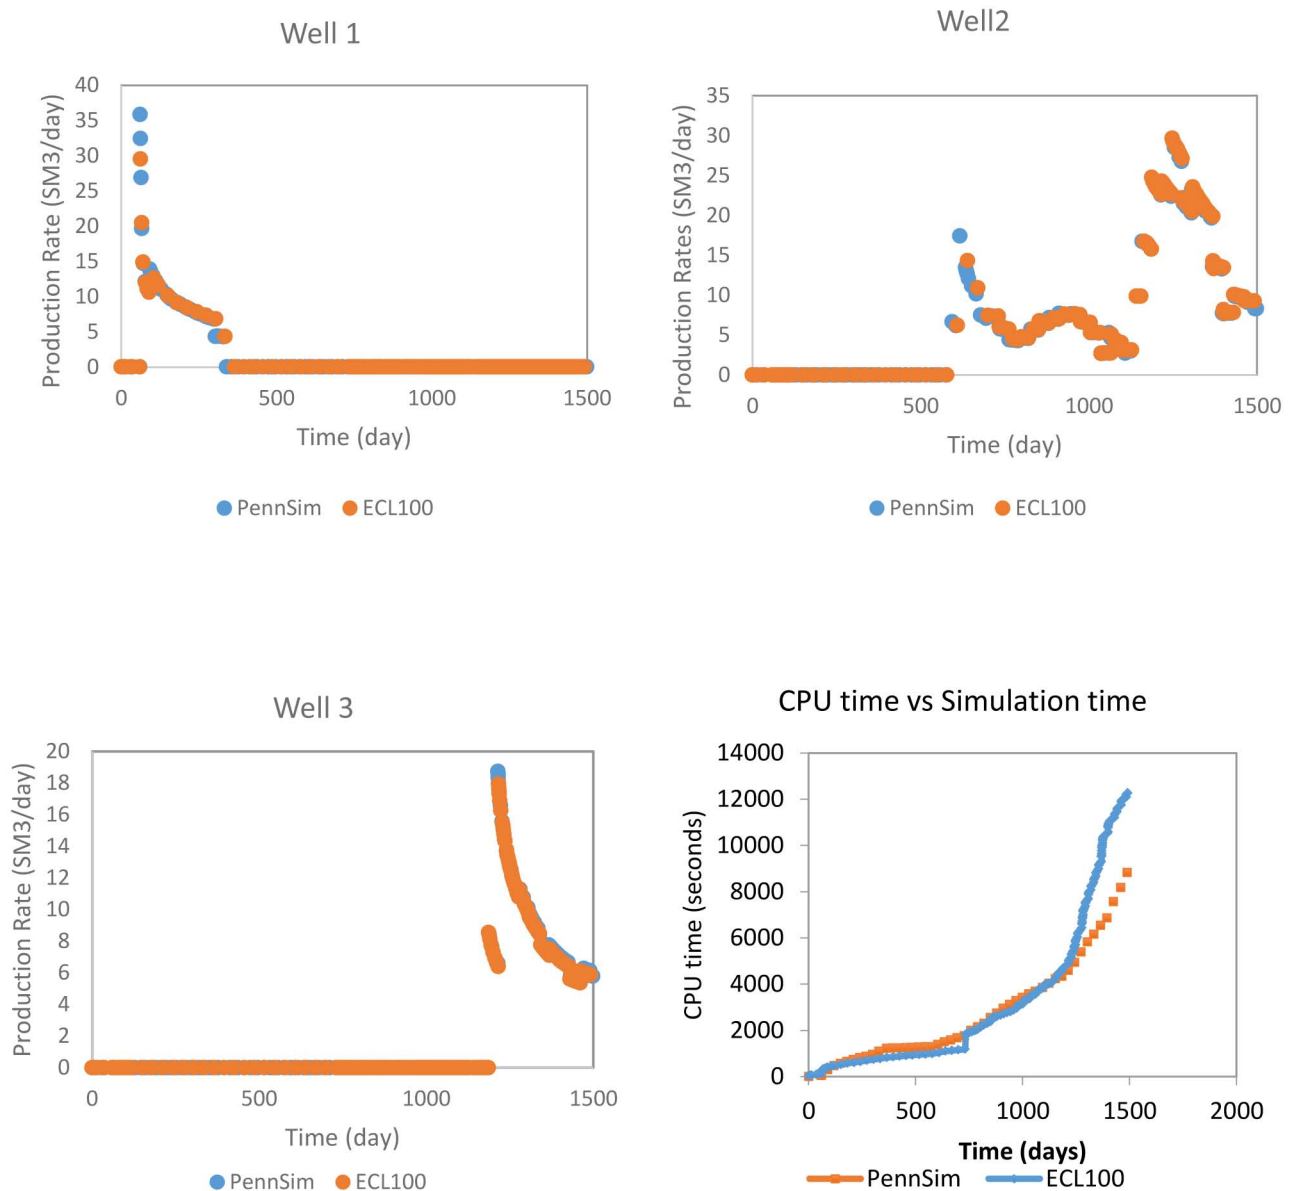 Well 1
Production Rate (SM3/day)
40
35
30
25
20
15
10
5
0
0 500 1000 1500
Time (day)
PennSim ECL100
Well2
Production Rates (SM3/day)
35
30
25
20
15
10
5
0
0 500 1000 1500
Time (day)
PennSim ECL100
Well 3
Production Rate (SM3/day)
20
18
16
14
12
10
8
6
4
2
0
0 500 1000 1500
Time (day)
PennSim ECL100
CPU time vs Simulation time
CPU time (seconds)
14000
12000
10000
8000
6000
4000
2000
0
0 500 1000 1500 2000
Time (days)
PennSim ECL100